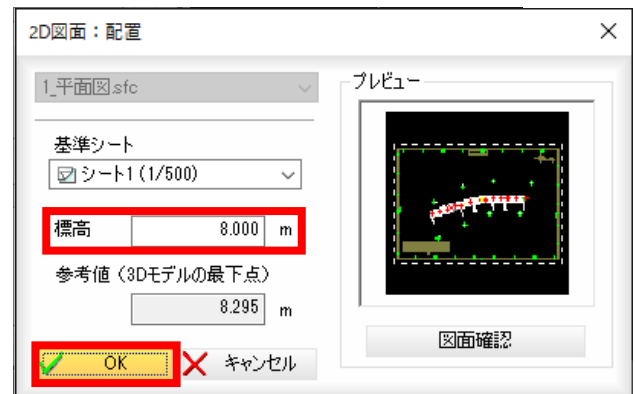 2D図面：配置
1_平面図.sfc
プレビュー
基準シート
シート1 (1/500)
標高 8.000 m
参考値（3Dモデルの最下点）
8.295 m
図面確認
OK キャンセル